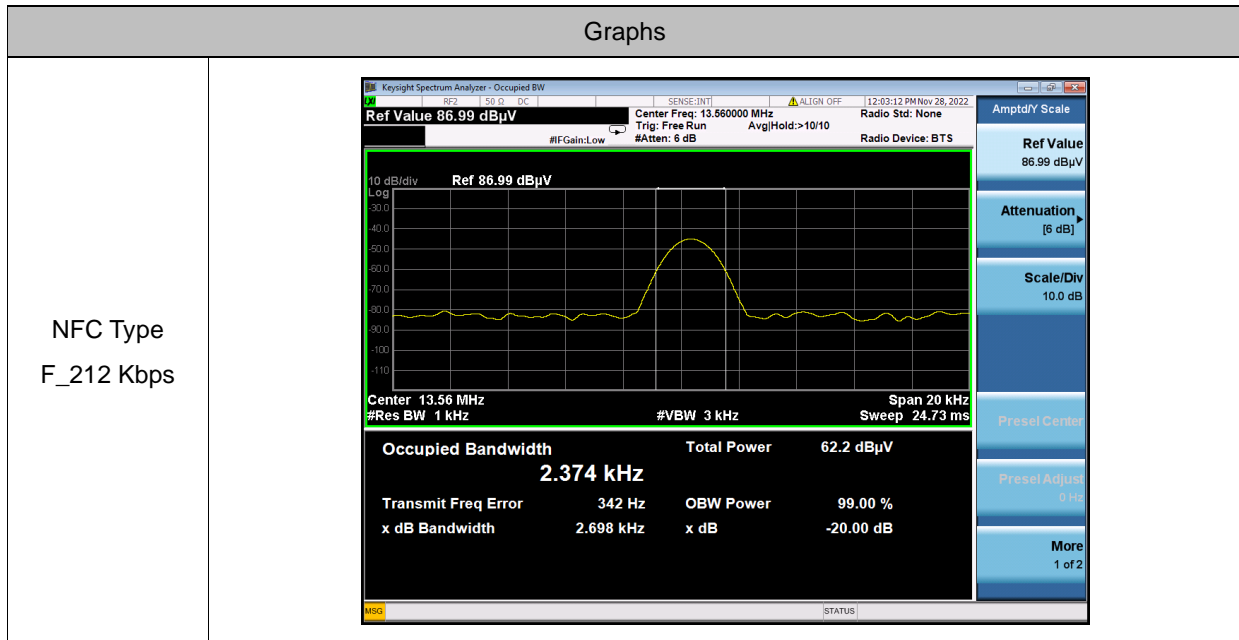 Graphs
NFC Type
F_212 Kbps
Keysight Spectrum Analyzer - Occupied BW
LXI RF2 50 Ω DC SENSE:INT ALIGN OFF 12:03:12 PM Nov 28, 2022
Ref Value 86.99 dBµV
Center Freq: 13.560000 MHz
Radio Std: None
Trig: Free Run Avg|Hold:>10/10
#IFGain:Low #Atten: 6 dB Radio Device: BTS
10 dB/div Ref 86.99 dBµV
Log
-30.0
-40.0
-50.0
-60.0
-70.0
-80.0
-90.0
-100
-110
Center 13.56 MHz Span 20 kHz
#Res BW 1 kHz #VBW 3 kHz Sweep 24.73 ms
Occupied Bandwidth Total Power 62.2 dBµV
2.374 kHz
Transmit Freq Error 342 Hz OBW Power 99.00 %
x dB Bandwidth 2.698 kHz x dB -20.00 dB
MSG STATUS
Amptd/Y Scale
Ref Value
86.99 dBµV
Attenuation
[6 dB]
Scale/Div
10.0 dB
Presel Center
Presel Adjust
0 Hz
More
1 of 2